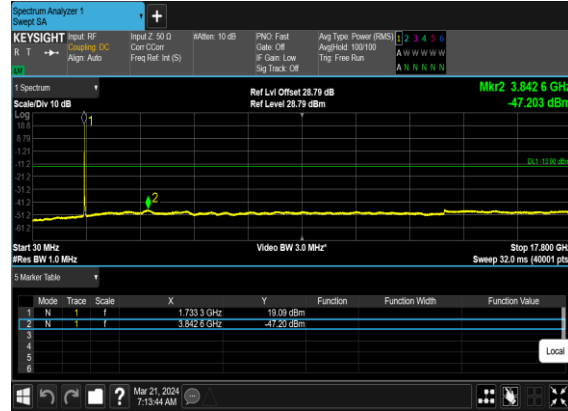 Spectrum Analyzer 1
Swept SA
+
KEYSIGHT Input: RF Input Z: 50 Ω #Atten: 10 dB PNO: Fast Avg Type: Power (RMS) 1 2 3 4 5 6
R T Coupling: DC Corr CCorr Gate: Off Avg|Hold: 100/100 A W W W W W
Align: Auto Freq Ref: Int (S) IF Gain: Low Trig: Free Run
Sig Track: Off A N N N N N
1 Spectrum Ref Lvl Offset 28.79 dB Mkr2 3.842 6 GHz
Scale/Div 10 dB Ref Level 28.79 dBm -47.203 dBm
Log
18.8
8.79
-1.21
-11.2
DL1 -13.00 dBm
-21.2
-31.2
-41.2
-51.2
-61.2
1
2
Start 30 MHz Video BW 3.0 MHz* Stop 17.800 GHz
#Res BW 1.0 MHz Sweep 32.0 ms (40001 pts
5 Marker Table
Mode Trace Scale X Y Function Function Width Function Value
1 N 1 f 1.733 3 GHz 19.09 dBm
2 N 1 f 3.842 6 GHz -47.20 dBm
3
4
5
6
Local
? Mar 21, 2024
7:13:44 AM